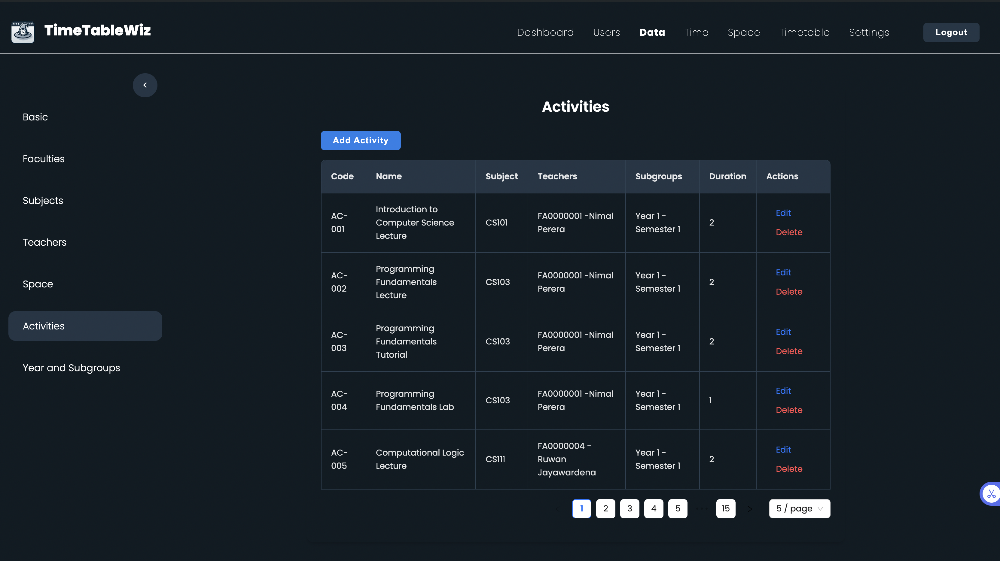 TimeTableWiz
Dashboard Users Data Time Space Timetable Settings Logout
<
Basic
Faculties
Subjects
Teachers
Space
Activities
Year and Subgroups
Activities
Add Activity
Code Name Subject Teachers Subgroups Duration Actions
AC-
001
Introduction to
Computer Science
Lecture
CS101
FA0000001 -Nimal
Perera
Year 1 -
Semester 1
2
Edit
Delete
AC-
002
Programming
Fundamentals
Lecture
CS103
FA0000001 -Nimal
Perera
Year 1 -
Semester 1
2
Edit
Delete
AC-
003
Programming
Fundamentals
Tutorial
CS103
FA0000001 -Nimal
Perera
Year 1 -
Semester 1
2
Edit
Delete
AC-
004
Programming
Fundamentals Lab
CS103
FA0000001 -Nimal
Perera
Year 1 -
Semester 1
1
Edit
Delete
AC-
005
Computational Logic
Lecture
CS111
FA0000004 -
Ruwan
Jayawardena
Year 1 -
Semester 1
2
Edit
Delete
< 1 2 3 4 5 ••• 15 > 5 / page